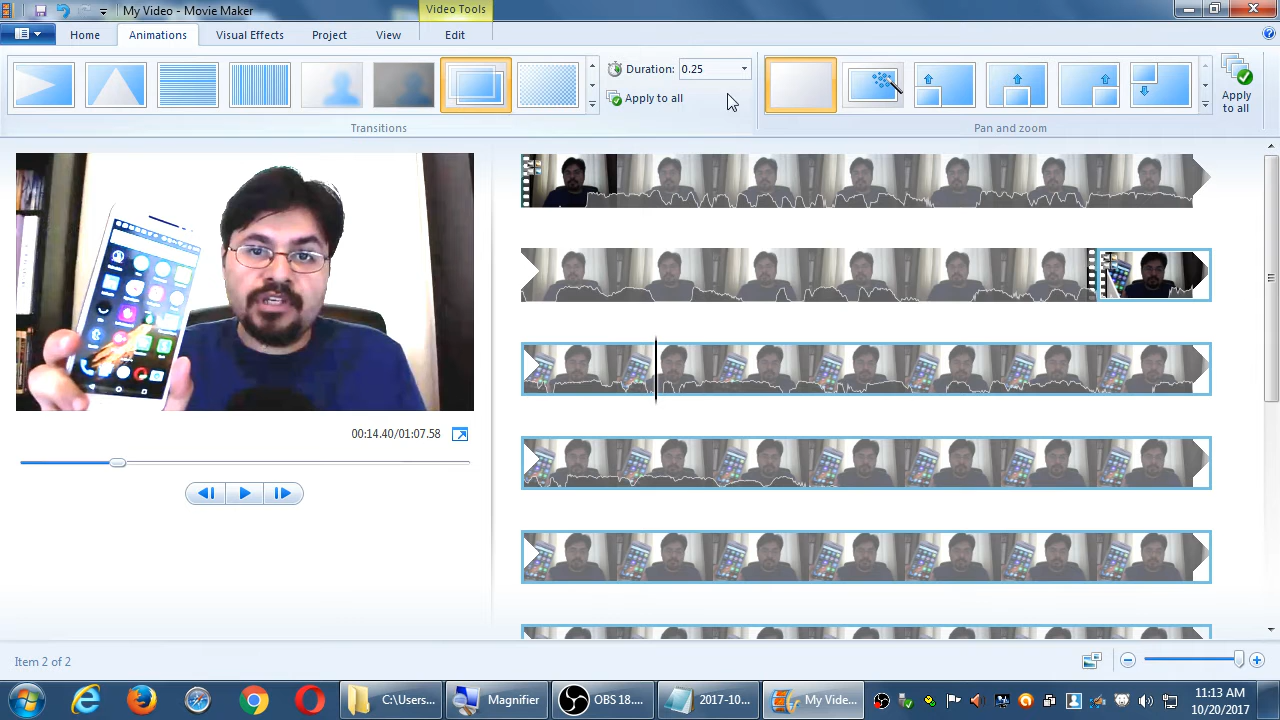 My Video - Movie Maker
Video Tools
Home
Animations
Visual Effects
Project
View
Edit
Duration:
0.25
Apply to all
Transitions
Pan and zoom
Apply
to all
00:14.40/01:07.58
Item 2 of 2
C:\Users...
Magnifier
OBS 18....
2017-10...
My Vide...
11:13 AM
10/20/2017